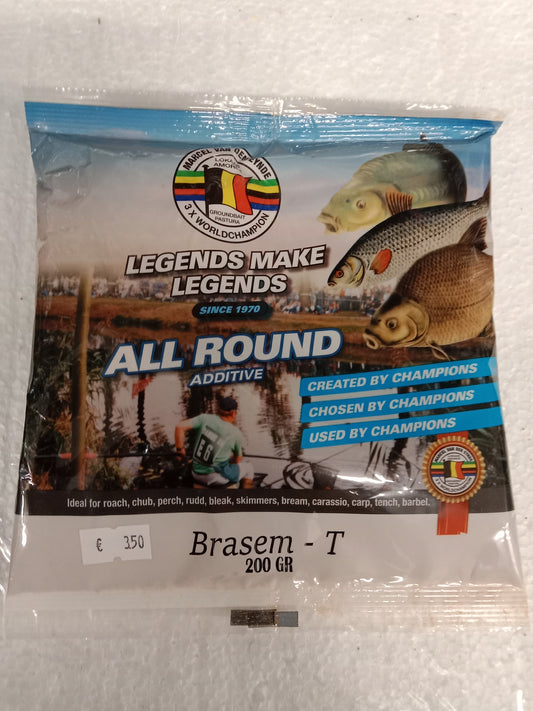 MARCEL VAN DEN EYNDE
LOKAAS
AMORCE
GROUNDBAIT
PASTURA
3 X WORLDCHAMPION
LEGENDS MAKE
LEGENDS
SINCE 1970
ALL ROUND
ADDITIVE
CREATED BY CHAMPIONS
CHOSEN BY CHAMPIONS
USED BY CHAMPIONS
Ideal for roach, chub, perch, rudd, bleak, skimmers, bream, carassio, carp, tench, barbel.
€ 3.50
Brasem - T
200 GR